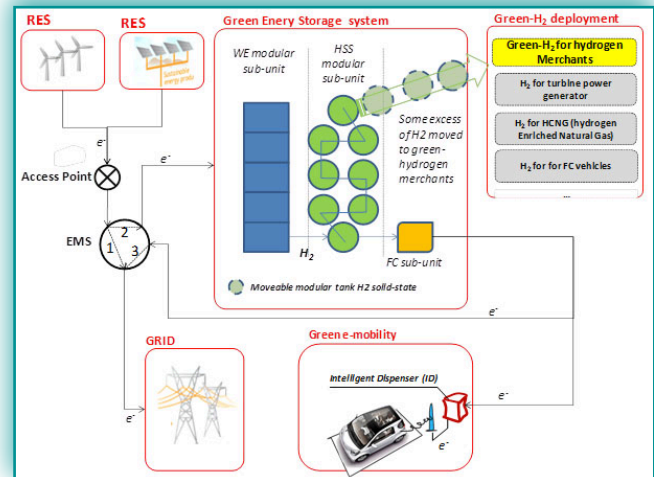 RES
RES
Green Enery Storage system
Green-H2 deployment
WE modular
sub-unit
HSS
modular
sub-unit
Green-H2 for hydrogen
Merchants
H2 for turbine power
generator
H2 for HCNG (hydrogen
Enriched Natural Gas)
H2 for for FC vehicles
...
Some excess
of H2 moved
to green-
hydrogen
merchants
e-
e-
Access Point
EMS
1
2
3
H2
FC sub-unit
Moveable modular tank H2 solid-state
e-
GRID
e-
Green e-mobility
Intelligent Dispenser (ID)
e-
e-